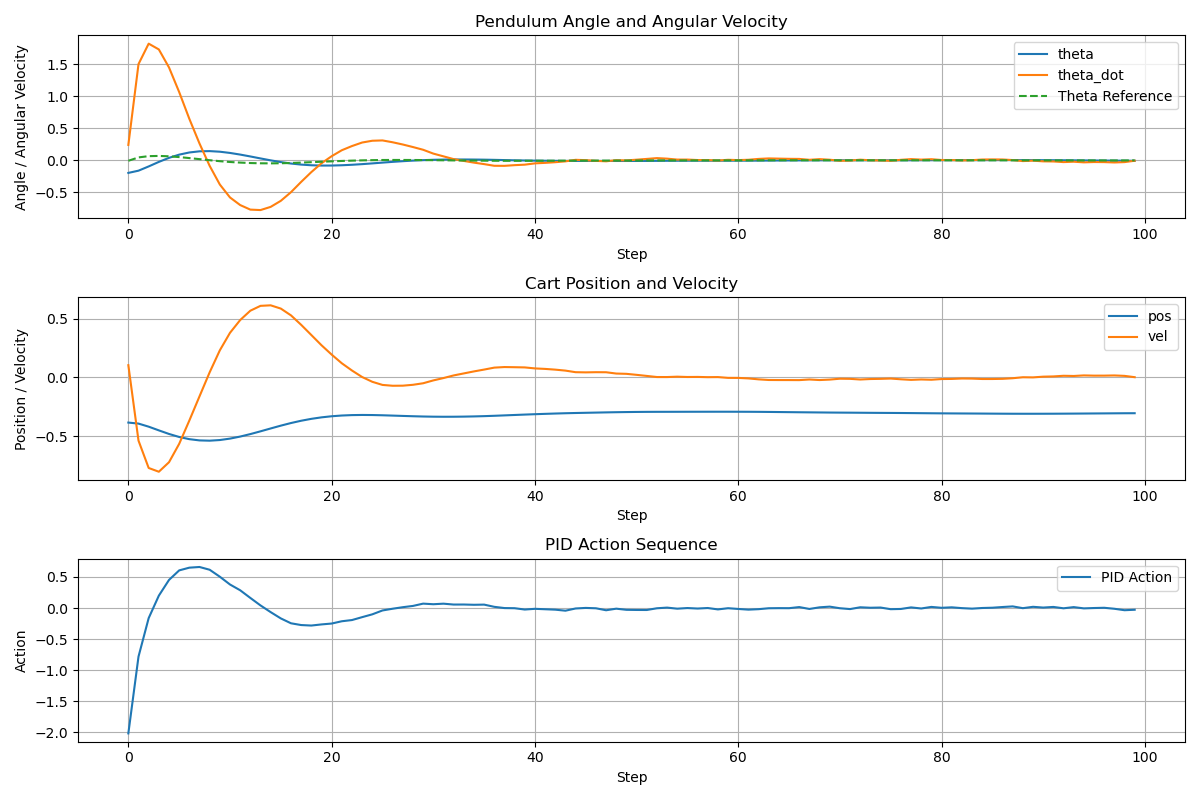 Pendulum Angle and Angular Velocity
Angle / Angular Velocity
1.5
1.0
0.5
0.0
−0.5
theta
theta_dot
Theta Reference
0 20 40 60 80 100
Step
Cart Position and Velocity
Position / Velocity
0.5
0.0
−0.5
pos
vel
0 20 40 60 80 100
Step
PID Action Sequence
Action
0.5
0.0
−0.5
−1.0
−1.5
−2.0
PID Action
0 20 40 60 80 100
Step